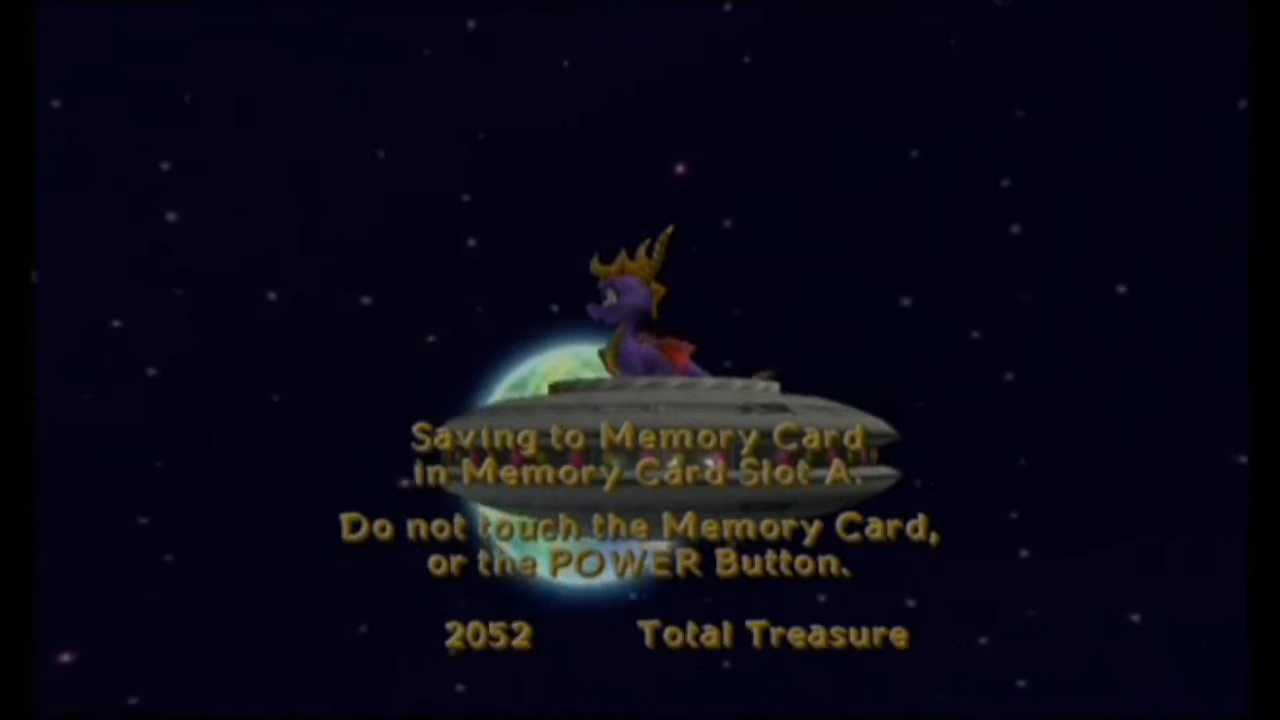 Saving to Memory Card
in Memory Card Slot A.
Do not touch the Memory Card,
or the POWER Button.
2052 Total Treasure